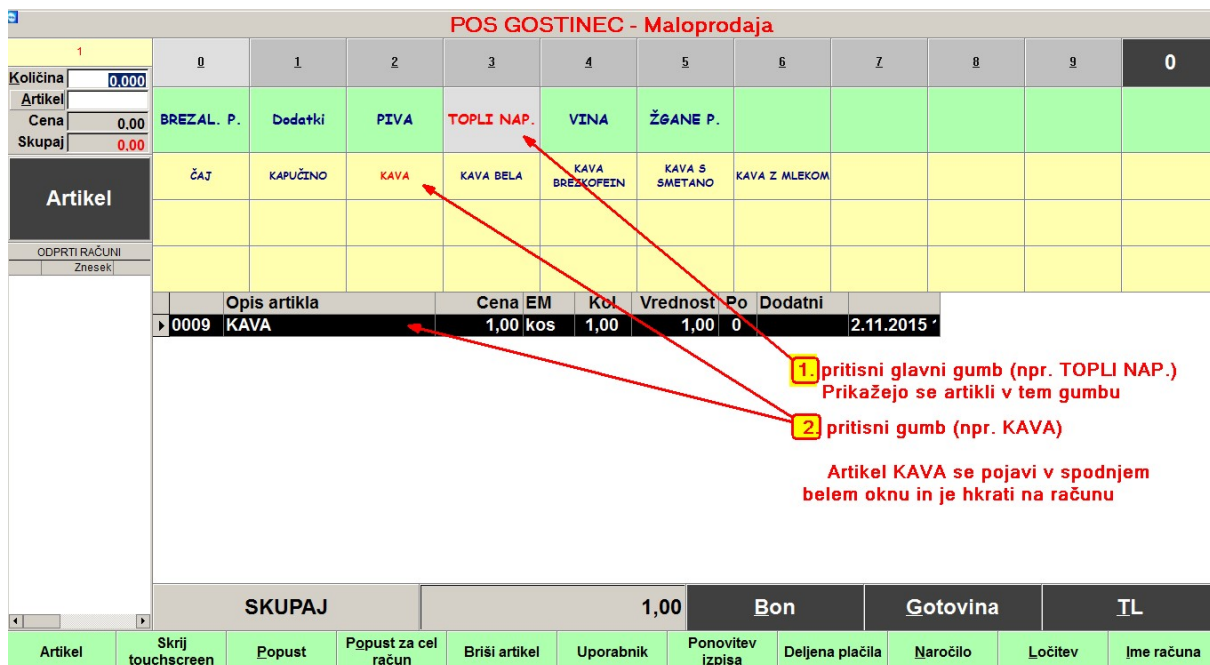 POS GOSTINEC - Maloprodaja
1
0 1 2 3 4 5 6 7 8 9 0
Količina 0,000
Artikel
Cena 0.00
Skupaj 0,00
BREZAL. P. Dodatki PIVA TOPLI NAP. VINA ŽGANE P.
ČAJ KAPUČINO KAVA KAVA BELA KAVA BREZKOFEIN KAVA S SMETANO KAVA Z MLEKOM
Artikel
ODPRTI RAČUNI
Znesek
Opis artikla Cena EM Kol Vrednost Po Dodatni
0009 KAVA 1,00 kos 1,00 1,00 0 2.11.2015
1. pritisni glavni gumb (npr. TOPLI NAP.)
Prikažejo se artikli v tem gumbu
2. pritisni gumb (npr. KAVA)
Artikel KAVA se pojavi v spodnjem
belem oknu in je hkrati na računu
SKUPAJ 1,00 Bon Gotovina TL
Artikel Skrij touchscreen Popust Popust za cel račun Briši artikel Uporabnik Ponovitev izpisa Deljena plačila Naročilo Ločitev Ime računa